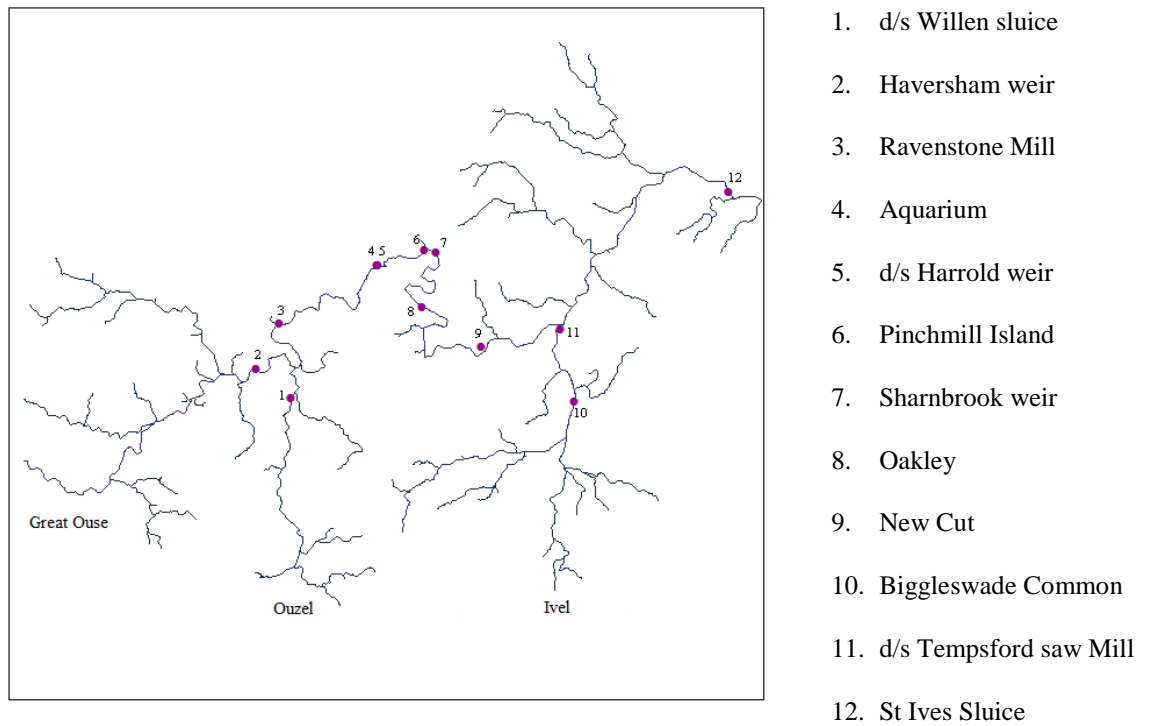 12
6
7
4 5
8
3
9
11
2
1
10
Great Ouse
Ouzel
Ivel
1. d/s Willen sluice
2. Haversham weir
3. Ravenstone Mill
4. Aquarium
5. d/s Harrold weir
6. Pinchmill Island
7. Sharnbrook weir
8. Oakley
9. New Cut
10. Biggleswade Common
11. d/s Tempsford saw Mill
12. St Ives Sluice